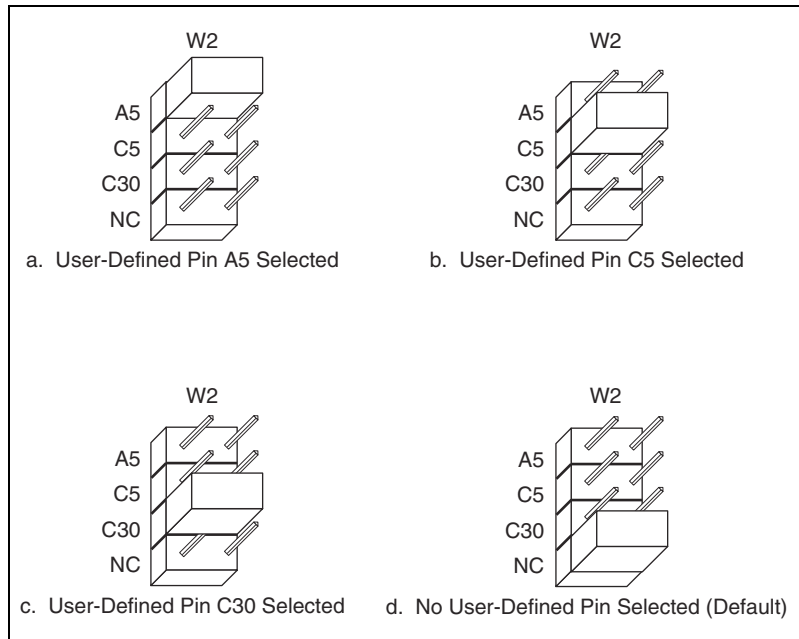 W2
A5
C5
C30
NC
a. User-Defined Pin A5 Selected
W2
A5
C5
C30
NC
b. User-Defined Pin C5 Selected
W2
A5
C5
C30
NC
c. User-Defined Pin C30 Selected
W2
A5
C5
C30
NC
d. No User-Defined Pin Selected (Default)